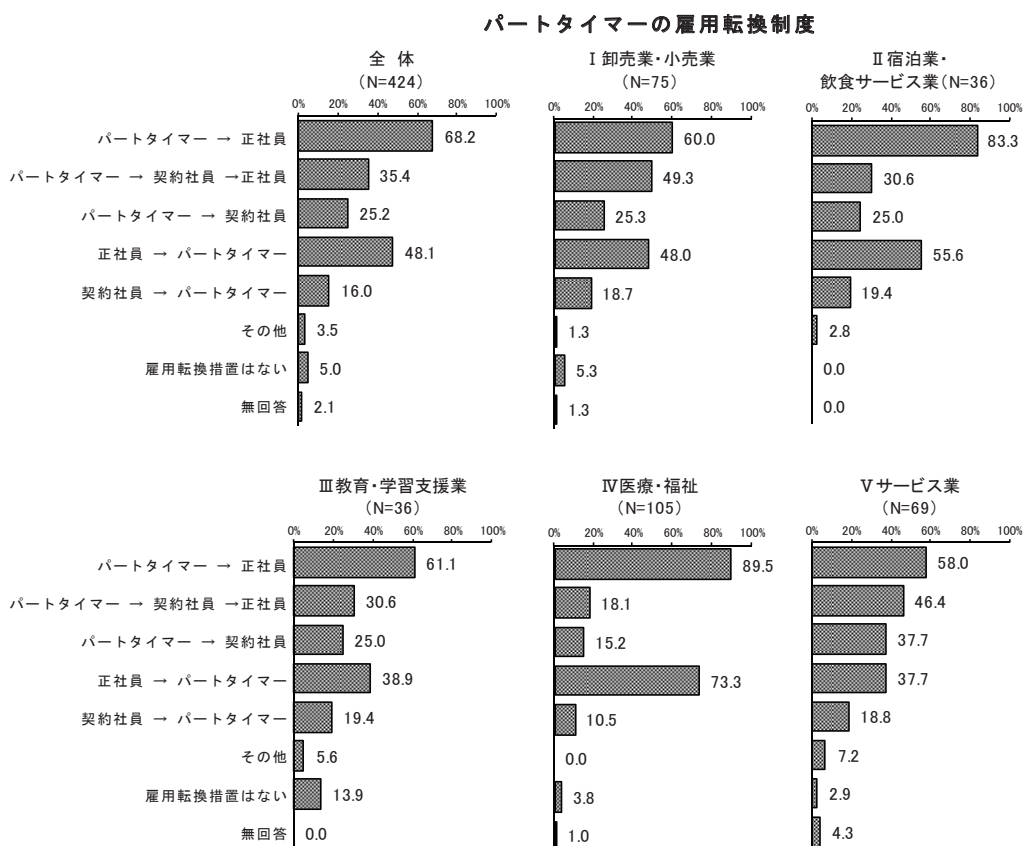 パートタイマーの雇用転換制度
全 体
(N=424)
Ⅰ卸売業・小売業
(N=75)
Ⅱ宿泊業・
飲食サービス業(N=36)
0% 20% 40% 60% 80% 100%
0% 20% 40% 60% 80% 100%
0% 20% 40% 60% 80% 100%
パートタイマー → 正社員 68.2 60.0 83.3
パートタイマー → 契約社員 →正社員 35.4 49.3 30.6
パートタイマー → 契約社員 25.2 25.3 25.0
正社員 → パートタイマー 48.1 48.0 55.6
契約社員 → パートタイマー 16.0 18.7 19.4
その他 3.5 1.3 2.8
雇用転換措置はない 5.0 5.3 0.0
無回答 2.1 1.3 0.0
Ⅲ教育・学習支援業
(N=36)
Ⅳ医療・福祉
(N=105)
Ⅴサービス業
(N=69)
0% 20% 40% 60% 80% 100%
0% 20% 40% 60% 80% 100%
0% 20% 40% 60% 80% 100%
パートタイマー → 正社員 61.1 89.5 58.0
パートタイマー → 契約社員 →正社員 30.6 18.1 46.4
パートタイマー → 契約社員 25.0 15.2 37.7
正社員 → パートタイマー 38.9 73.3 37.7
契約社員 → パートタイマー 19.4 10.5 18.8
その他 5.6 0.0 7.2
雇用転換措置はない 13.9 3.8 2.9
無回答 0.0 1.0 4.3